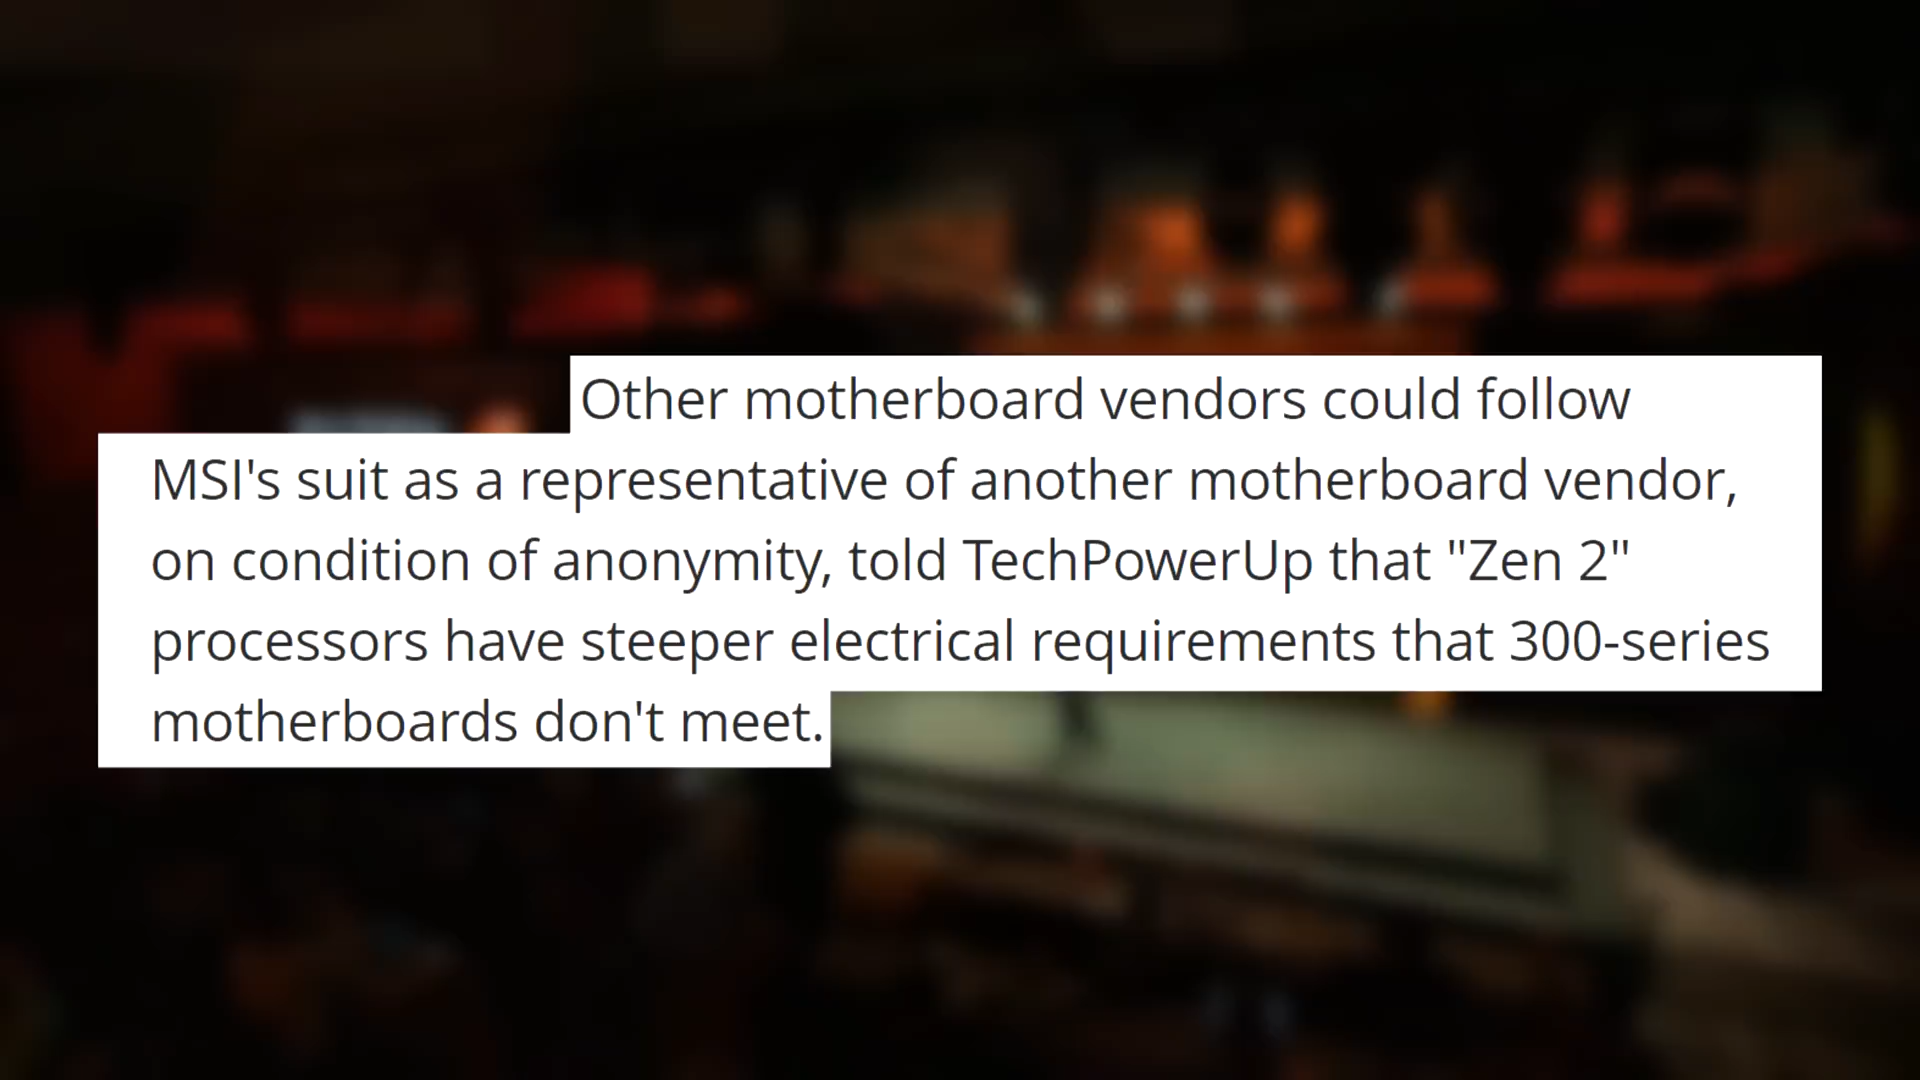 Other motherboard vendors could follow
MSI's suit as a representative of another motherboard vendor,
on condition of anonymity, told TechPowerUp that "Zen 2"
processors have steeper electrical requirements that 300-series
motherboards don't meet.